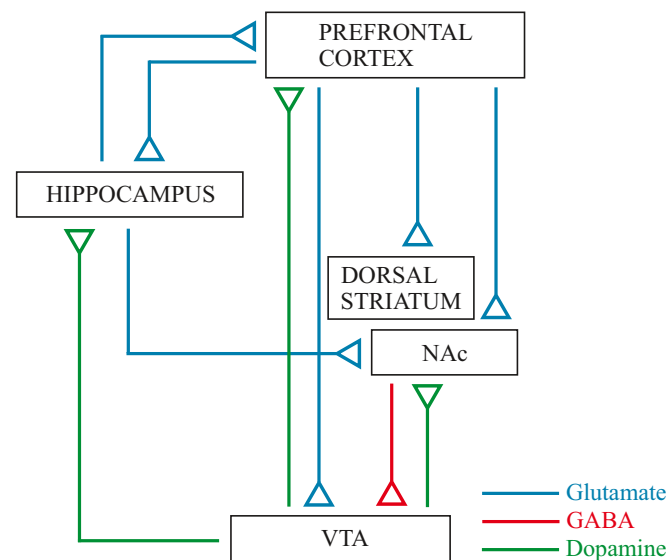 PREFRONTAL
CORTEX
HIPPOCAMPUS
DORSAL
STRIATUM
NAc
VTA
Glutamate
GABA
Dopamine